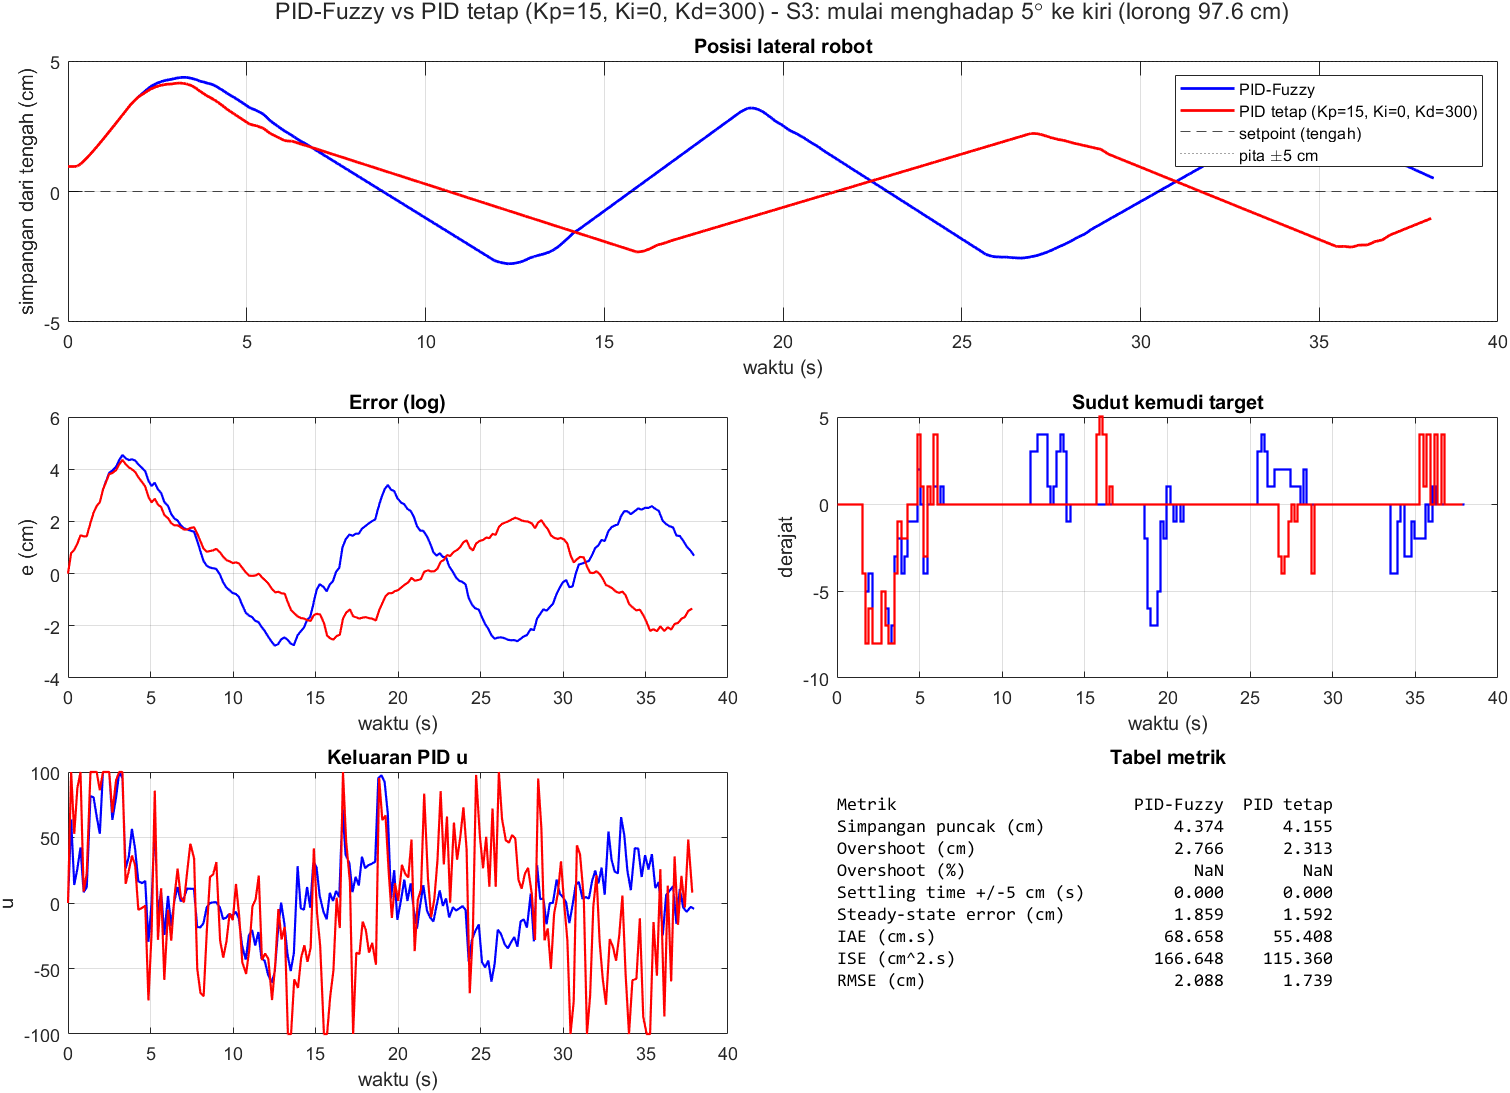 PID-Fuzzy vs PID tetap (Kp=15, Ki=0, Kd=300) - S3: mulai menghadap 5° ke kiri (lorong 97.6 cm)
Posisi lateral robot
simpangan dari tengah (cm)
5
0
-5
PID-Fuzzy
PID tetap (Kp=15, Ki=0, Kd=300)
setpoint (tengah)
pita ±5 cm
0 5 10 15 20 25 30 35 40
waktu (s)
Error (log)
e (cm)
6
4
2
0
-2
-4
0 5 10 15 20 25 30 35 40
waktu (s)
Sudut kemudi target
derajat
5
0
-5
-10
0 5 10 15 20 25 30 35 40
waktu (s)
Keluaran PID u
u
100
50
0
-50
-100
0 5 10 15 20 25 30 35 40
waktu (s)
Tabel metrik
Metrik PID-Fuzzy PID tetap
Simpangan puncak (cm) 4.374 4.155
Overshoot (cm) 2.766 2.313
Overshoot (%) NaN NaN
Settling time +/-5 cm (s) 0.000 0.000
Steady-state error (cm) 1.859 1.592
IAE (cm.s) 68.658 55.408
ISE (cm^2.s) 166.648 115.360
RMSE (cm) 2.088 1.739